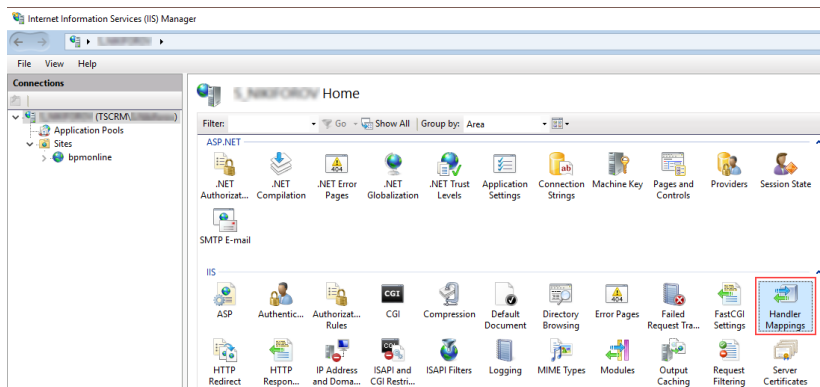 Internet Information Services (IIS) Manager
File View Help
Connections
(TSCRM\ )
Application Pools
Sites
bpmonline
Home
Filter: Go Show All Group by: Area
ASP.NET
.NET Authorizat...
.NET Compilation
.NET Error Pages
.NET Globalization
.NET Trust Levels
Application Settings
Connection Strings
Machine Key
Pages and Controls
Providers
Session State
SMTP E-mail
IIS
ASP
Authentic...
Authorizat... Rules
CGI
Compression
Default Document
Directory Browsing
Error Pages
Failed Request Tra...
FastCGI Settings
Handler Mappings
HTTP Redirect
HTTP Respon...
IP Address and Doma...
ISAPI and CGI Restri...
ISAPI Filters
Logging
MIME Types
Modules
Output Caching
Request Filtering
Server Certificates